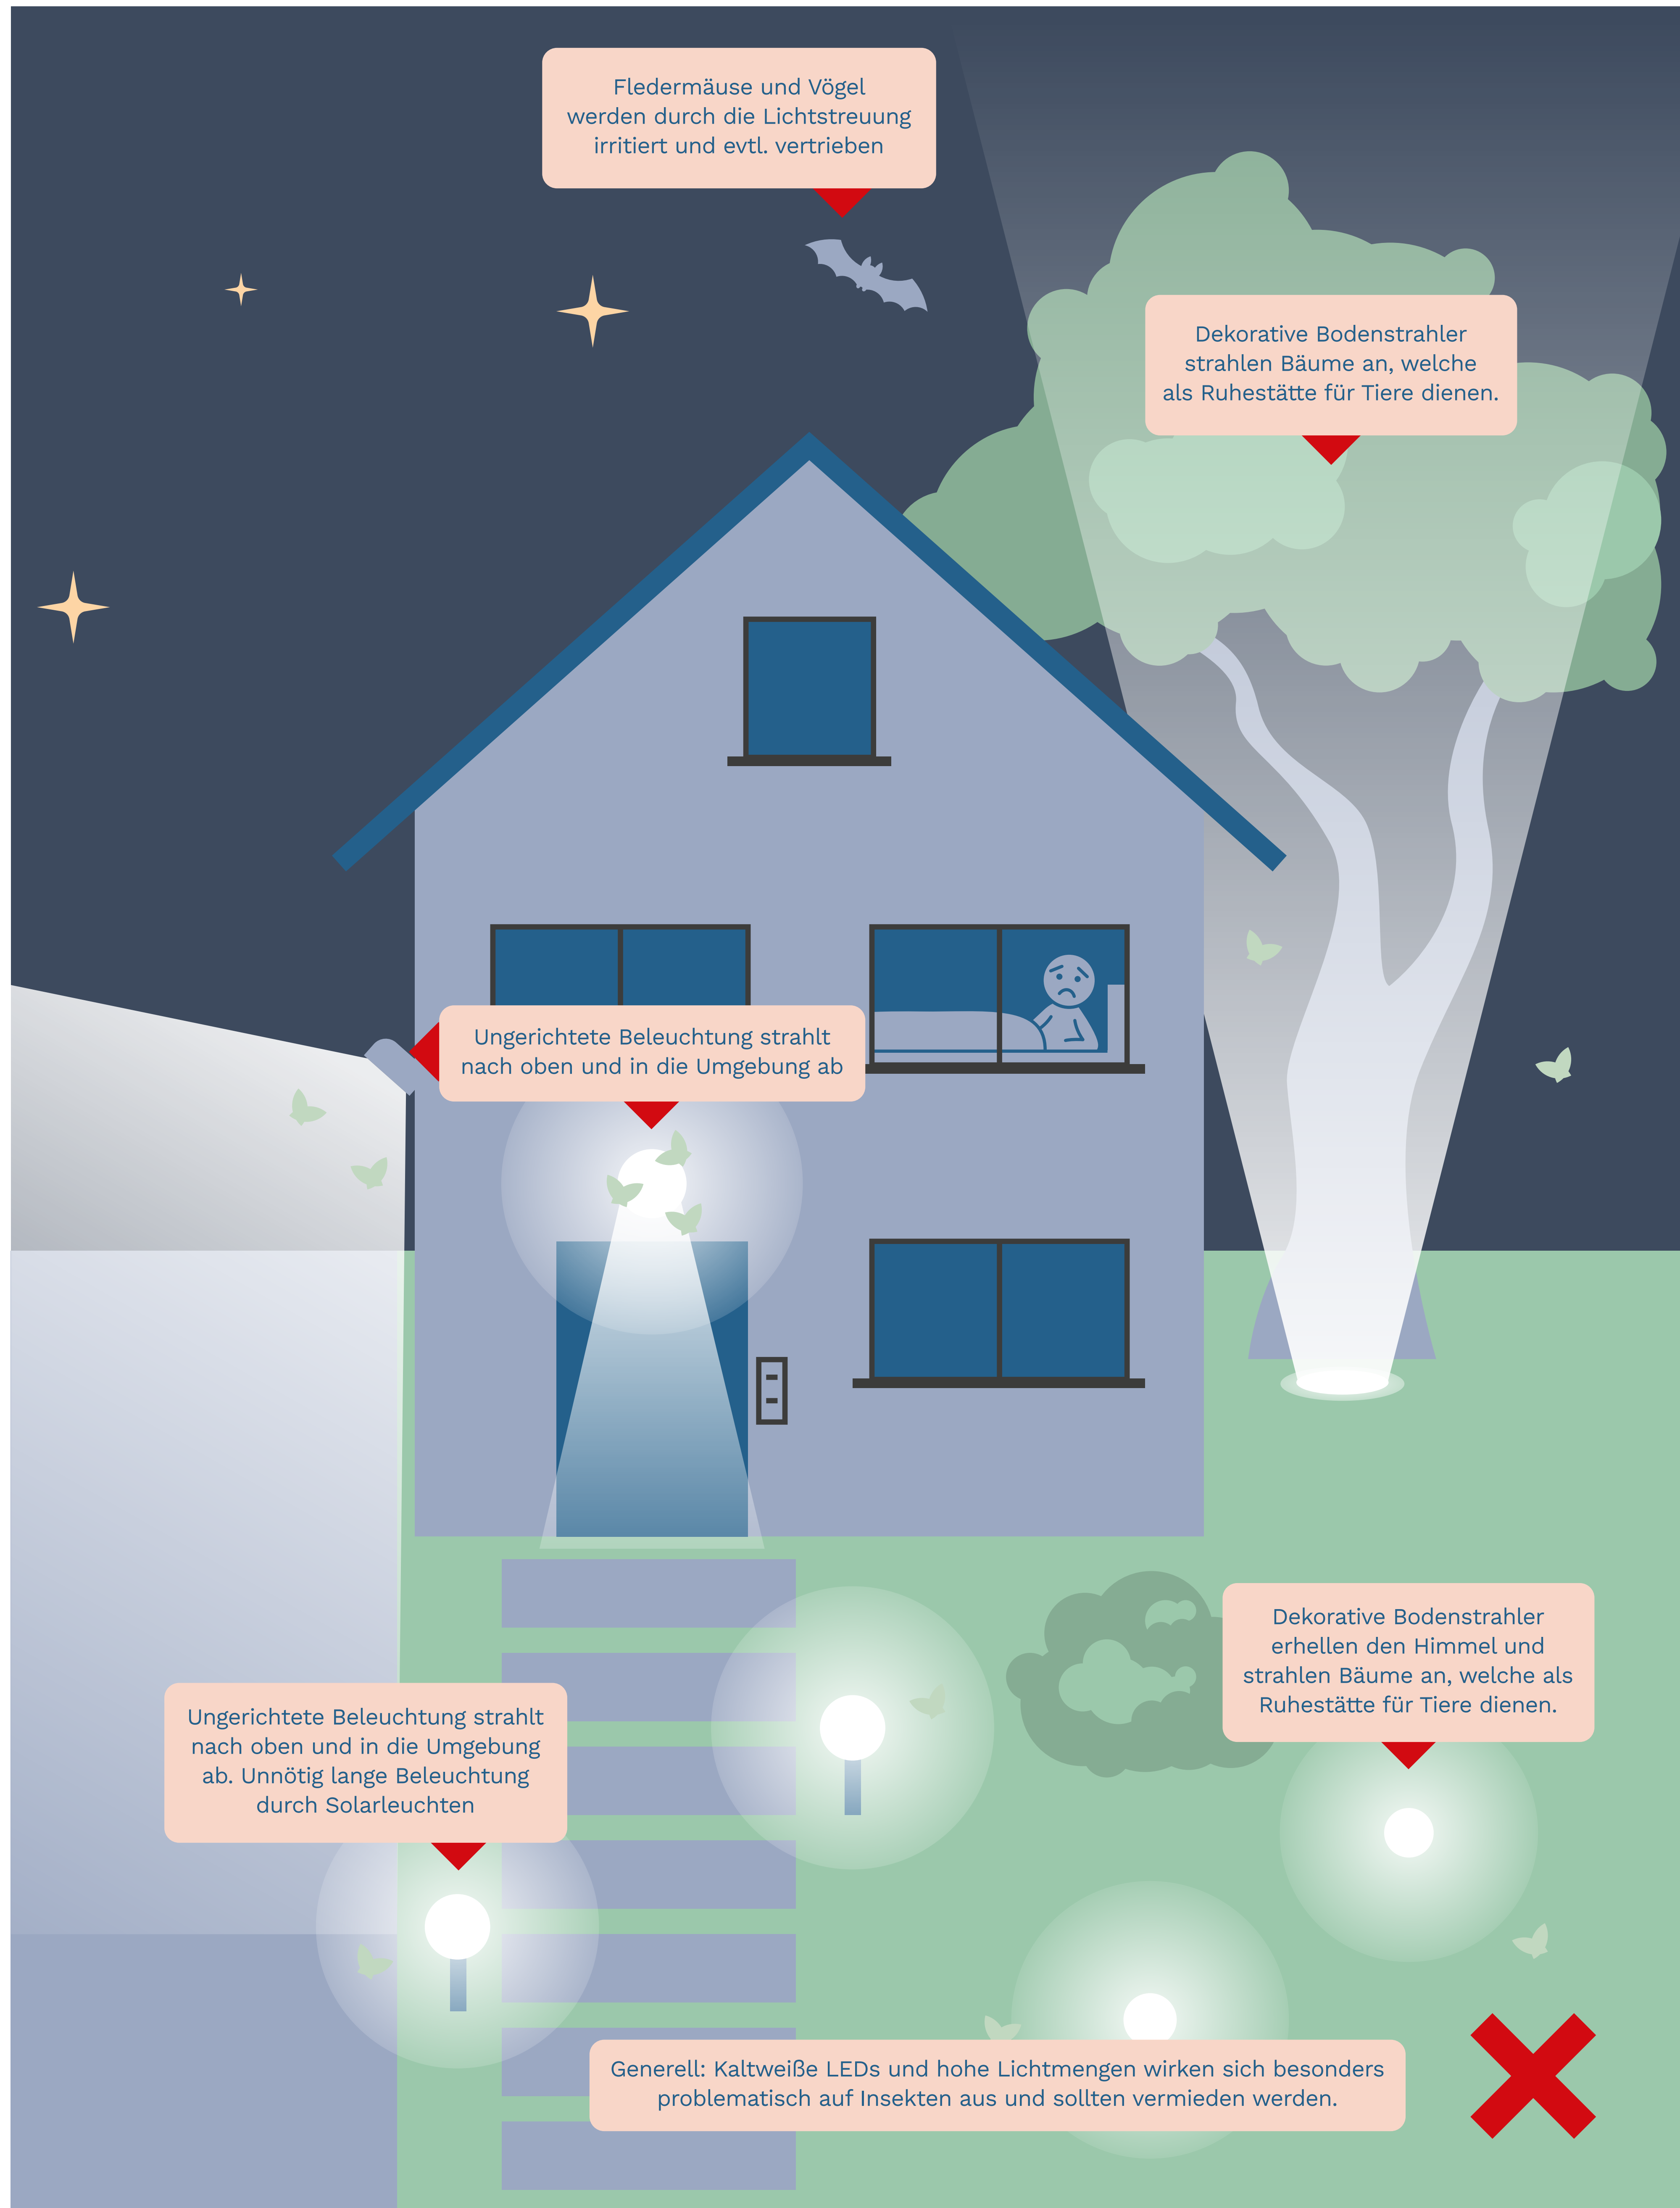 Fledermäuse und Vögel
werden durch die Lichtstreuung
irritiert und evtl. vertrieben
Dekorative Bodenstrahler
strahlen Bäume an, welche
als Ruhestätte für Tiere dienen.
Ungerichtete Beleuchtung strahlt
nach oben und in die Umgebung ab
Dekorative Bodenstrahler
erhellen den Himmel und
strahlen Bäume an, welche als
Ruhestätte für Tiere dienen.
Ungerichtete Beleuchtung strahlt
nach oben und in die Umgebung
ab. Unnötig lange Beleuchtung
durch Solarleuchten
Generell: Kaltweiße LEDs und hohe Lichtmengen wirken sich besonders
problematisch auf Insekten aus und sollten vermieden werden.